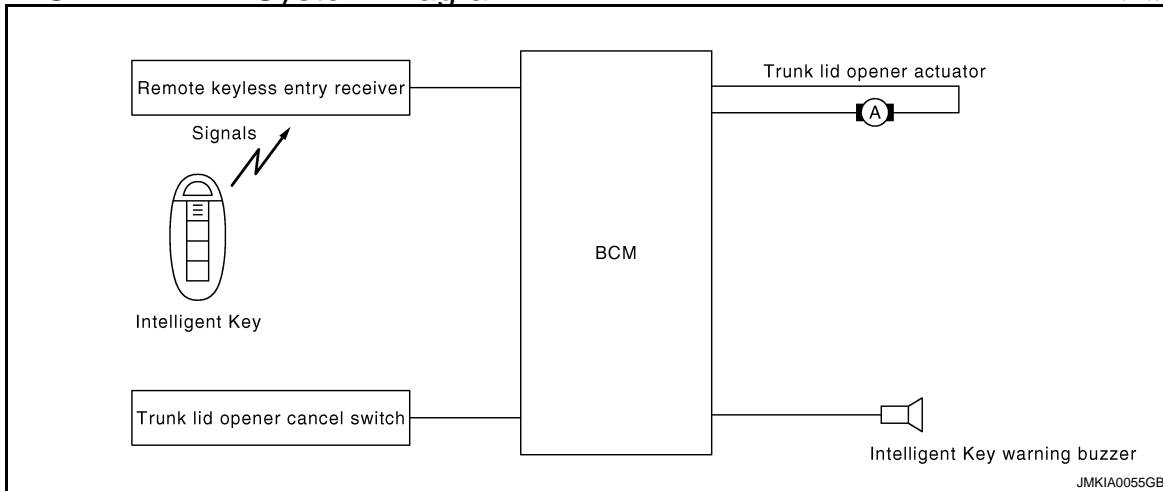 Trunk lid opener actuator
Remote keyless entry receiver
A
Signals
BCM
Intelligent Key
Trunk lid opener cancel switch
Intelligent Key warning buzzer
JMKIA0055GB